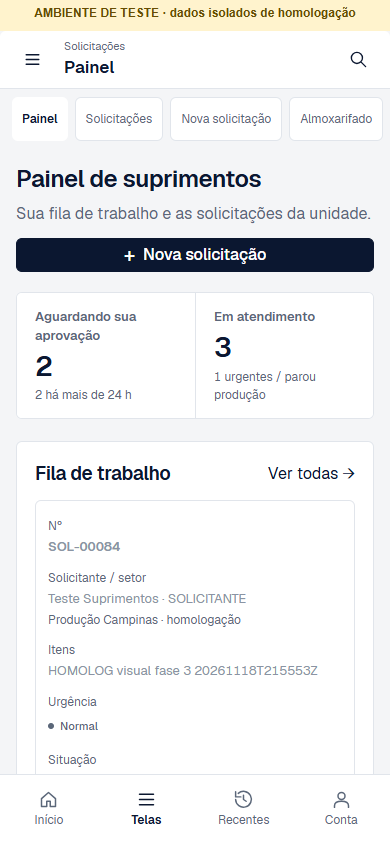 AMBIENTE DE TESTE · dados isolados de homologação
Solicitações
Painel
Painel
Solicitações
Nova solicitação
Almoxarifado
Painel de suprimentos
Sua fila de trabalho e as solicitações da unidade.
+ Nova solicitação
Aguardando sua
aprovação
2
2 há mais de 24 h
Em atendimento
3
1 urgentes / parou
produção
Fila de trabalho
Ver todas →
Nº
SOL-00084
Solicitante / setor
Teste Suprimentos · SOLICITANTE
Produção Campinas · homologação
Itens
HOMOLOG visual fase 3 20261118T215553Z
Urgência
Normal
Situação
Início
Telas
Recentes
Conta